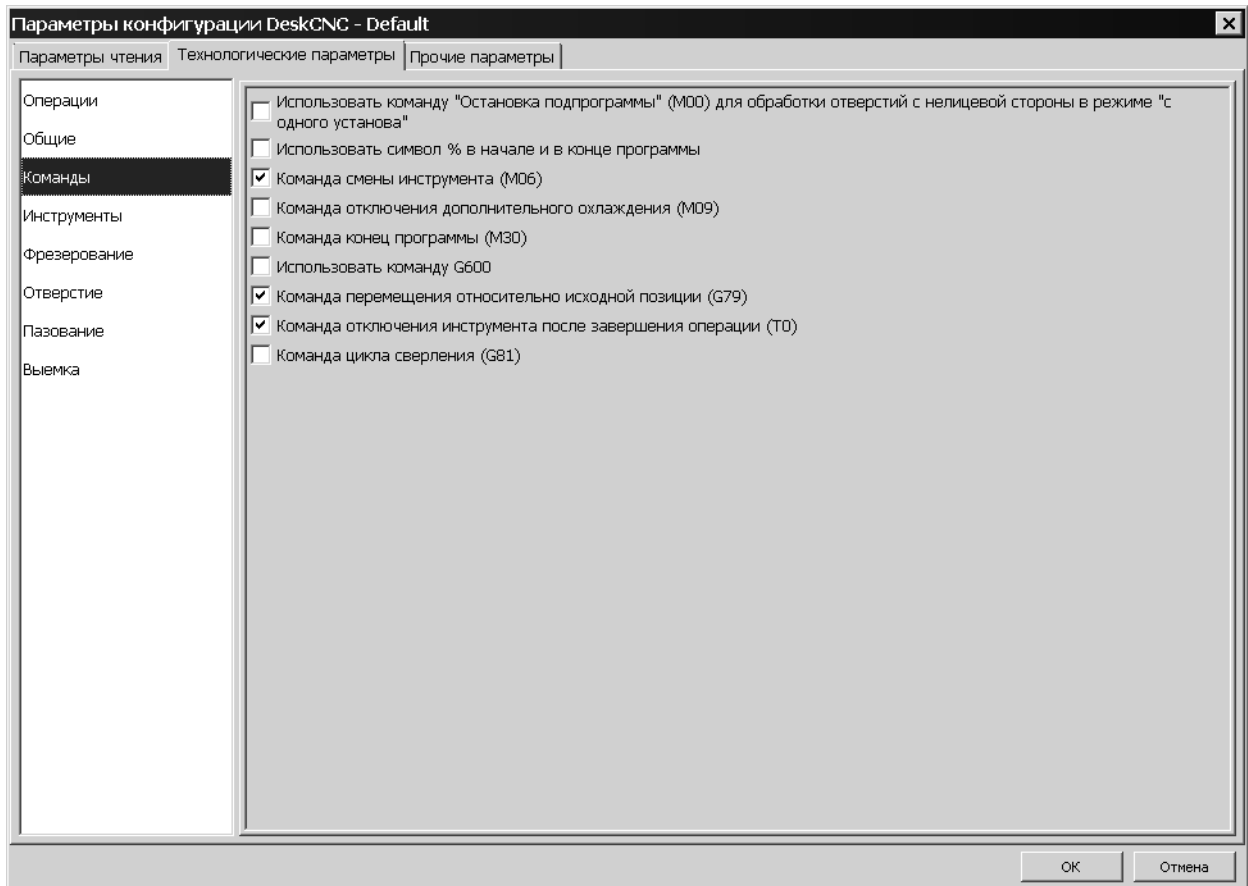 Параметры конфигурации DeskCNC - Default
Параметры чтения
Технологические параметры
Прочие параметры
Операции
Общие
Команды
Инструменты
Фрезерование
Отверстие
Пазование
Выемка
Использовать команду "Остановка подпрограммы" (M00) для обработки отверстий с нелицевой стороны в режиме "с
одного установа"
Использовать символ % в начале и в конце программы
Команда смены инструмента (M06)
Команда отключения дополнительного охлаждения (M09)
Команда конец программы (M30)
Использовать команду G600
Команда перемещения относительно исходной позиции (G79)
Команда отключения инструмента после завершения операции (T0)
Команда цикла сверления (G81)
OK
Отмена